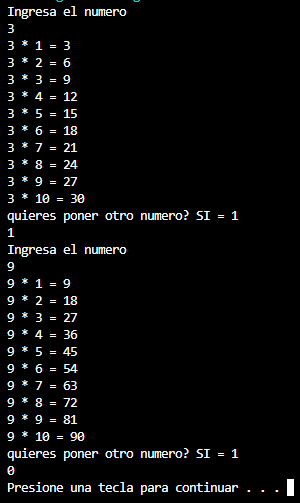 Ingresa el numero
3
3 * 1 = 3
3 * 2 = 6
3 * 3 = 9
3 * 4 = 12
3 * 5 = 15
3 * 6 = 18
3 * 7 = 21
3 * 8 = 24
3 * 9 = 27
3 * 10 = 30
quieres poner otro numero? SI = 1
1
Ingresa el numero
9
9 * 1 = 9
9 * 2 = 18
9 * 3 = 27
9 * 4 = 36
9 * 5 = 45
9 * 6 = 54
9 * 7 = 63
9 * 8 = 72
9 * 9 = 81
9 * 10 = 90
quieres poner otro numero? SI = 1
0
Presione una tecla para continuar . . .